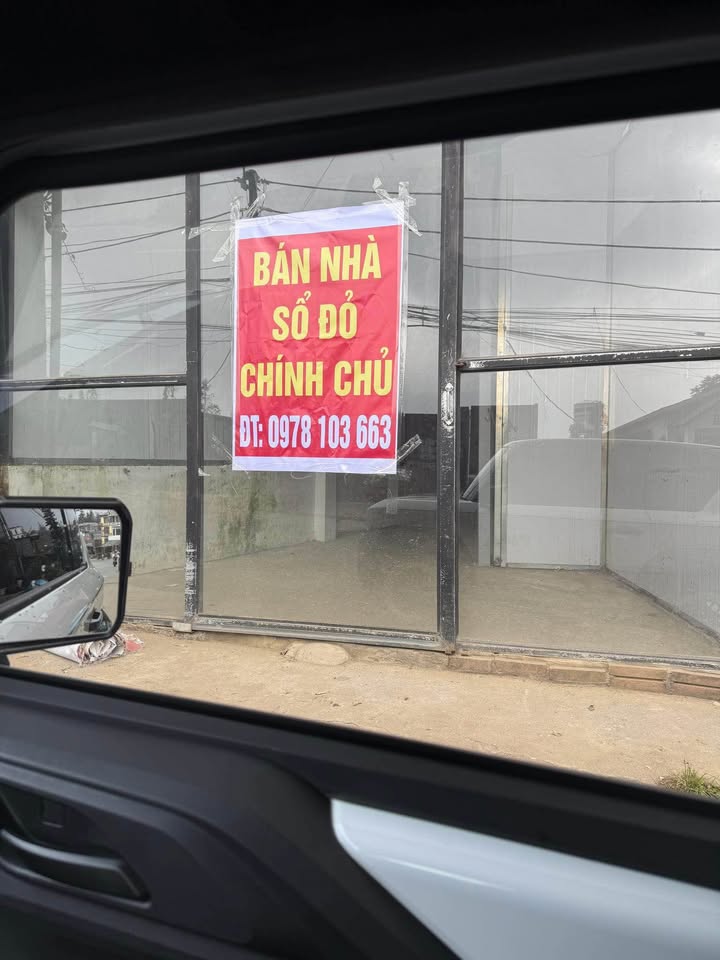 BÁN NHÀ
SỔ ĐỎ
CHÍNH CHỦ
ĐT: 0978 103 663